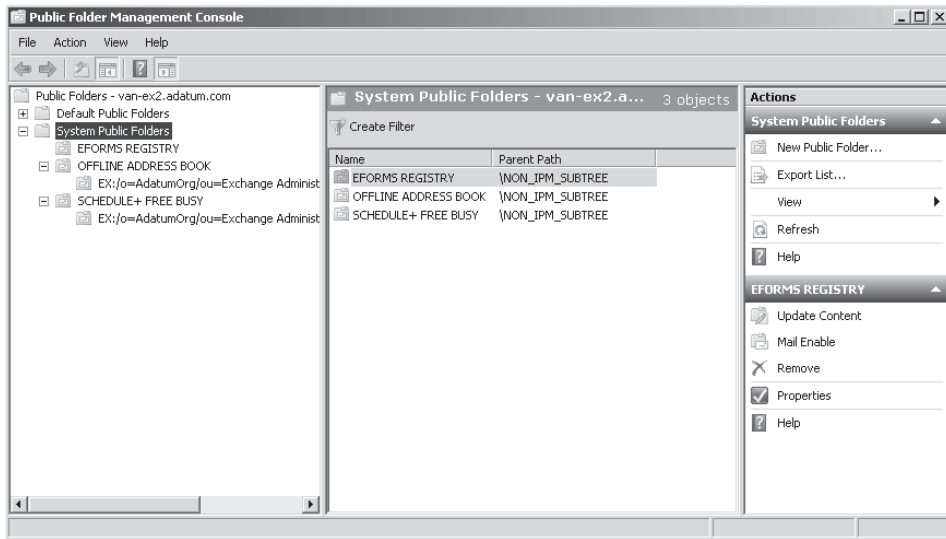 Public Folder Management Console
File Action View Help
Public Folders - van-ex2.adatum.com
Default Public Folders
System Public Folders
EFORMS REGISTRY
OFFLINE ADDRESS BOOK
EX:/o=AdatumOrg/ou=Exchange Administ
SCHEDULE+ FREE BUSY
EX:/o=AdatumOrg/ou=Exchange Administ
System Public Folders - van-ex2.a... 3 objects
Create Filter
Name Parent Path
EFORMS REGISTRY \NON_IPM_SUBTREE
OFFLINE ADDRESS BOOK \NON_IPM_SUBTREE
SCHEDULE+ FREE BUSY \NON_IPM_SUBTREE
Actions
System Public Folders
New Public Folder...
Export List...
View
Refresh
Help
EFORMS REGISTRY
Update Content
Mail Enable
Remove
Properties
Help